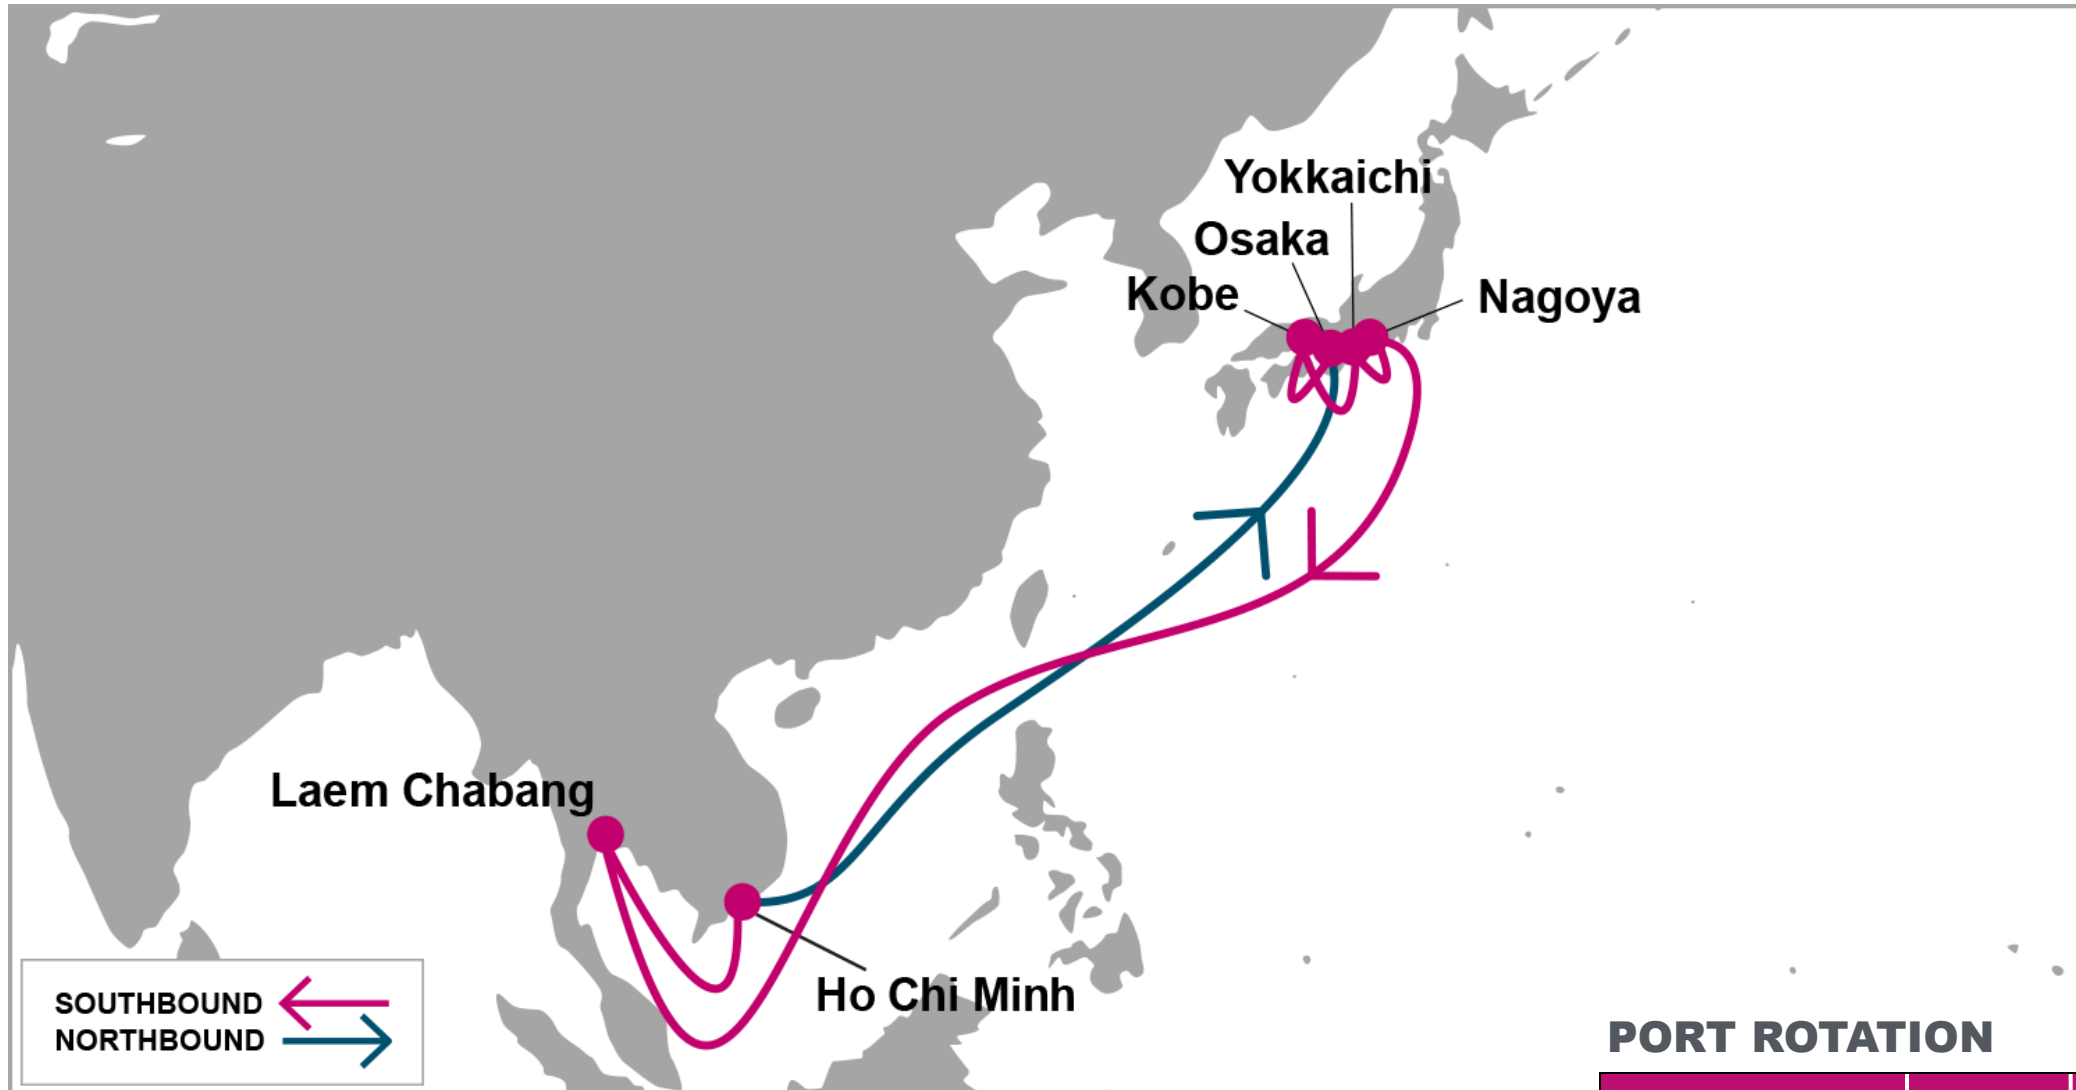 Yokkaichi
Osaka
Kobe
Nagoya
Laem Chabang
Ho Chi Minh
SOUTHBOUND
NORTHBOUND
PORT ROTATION